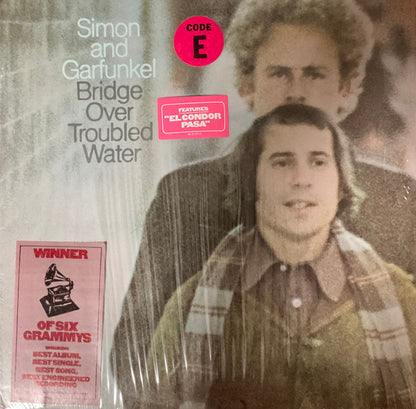 Simon
and
Garfunkel
Bridge
Over
Troubled
Water
CODE
E
FEATURES
"EL CONDOR
PASA"
WINNER
OF SIX
GRAMMYS
BEST ALBUM,
BEST SINGLE,
BEST SONG,
BEST ENGINEERED
RECORDING